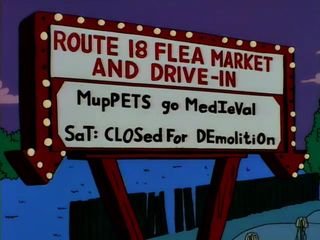 ROUTE 18 FLEA MARKET
AND DRIVE-IN
MupPETS go MedIeVal
SaT: CLOSed For DEmolitiOn